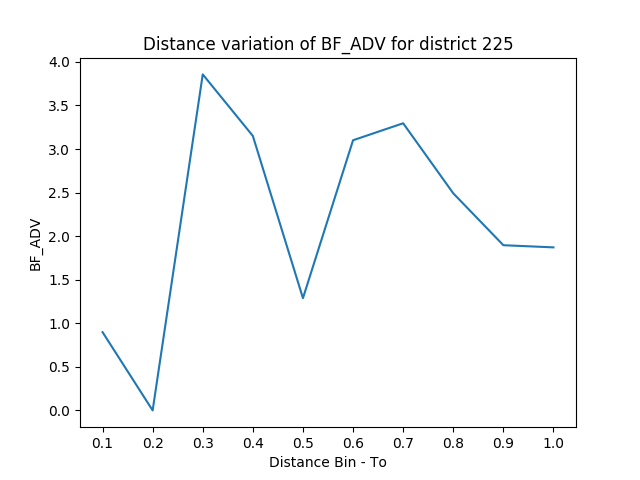 Distance variation of BF_ADV for district 225
4.0
3.5
3.0
2.5
2.0
1.5
1.0
0.5
0.0
BF_ADV
0.1 0.2 0.3 0.4 0.5 0.6 0.7 0.8 0.9 1.0
Distance Bin - To